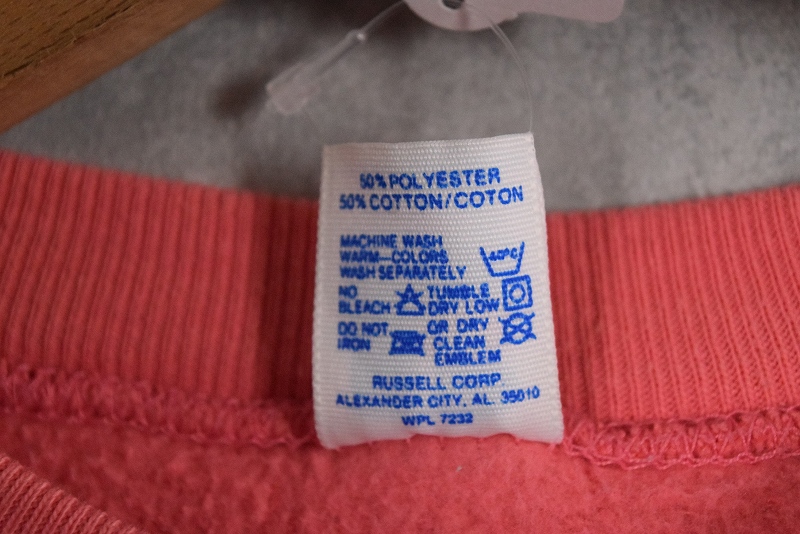 50% POLYESTER
50% COTTON/COTON
MACHINE WASH
WARM-COLORS
WASH SEPARATELY
40°C
NO
BLEACH
TUMBLE
DRY LOW
DO NOT
IRON
OR DRY
CLEAN
EMBLEM
RUSSELL CORP.
ALEXANDER CITY, AL. 35010
WPL 7232